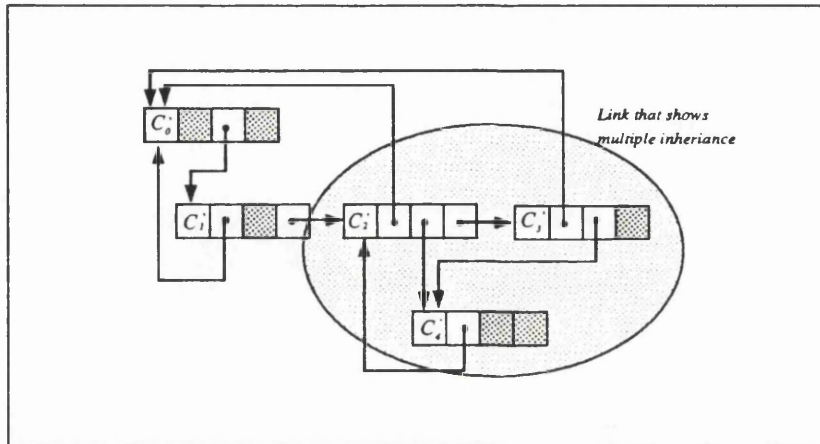 Link that shows
multiple inheriance
C₀'
C₁'
C₂'
C₃'
C₄'